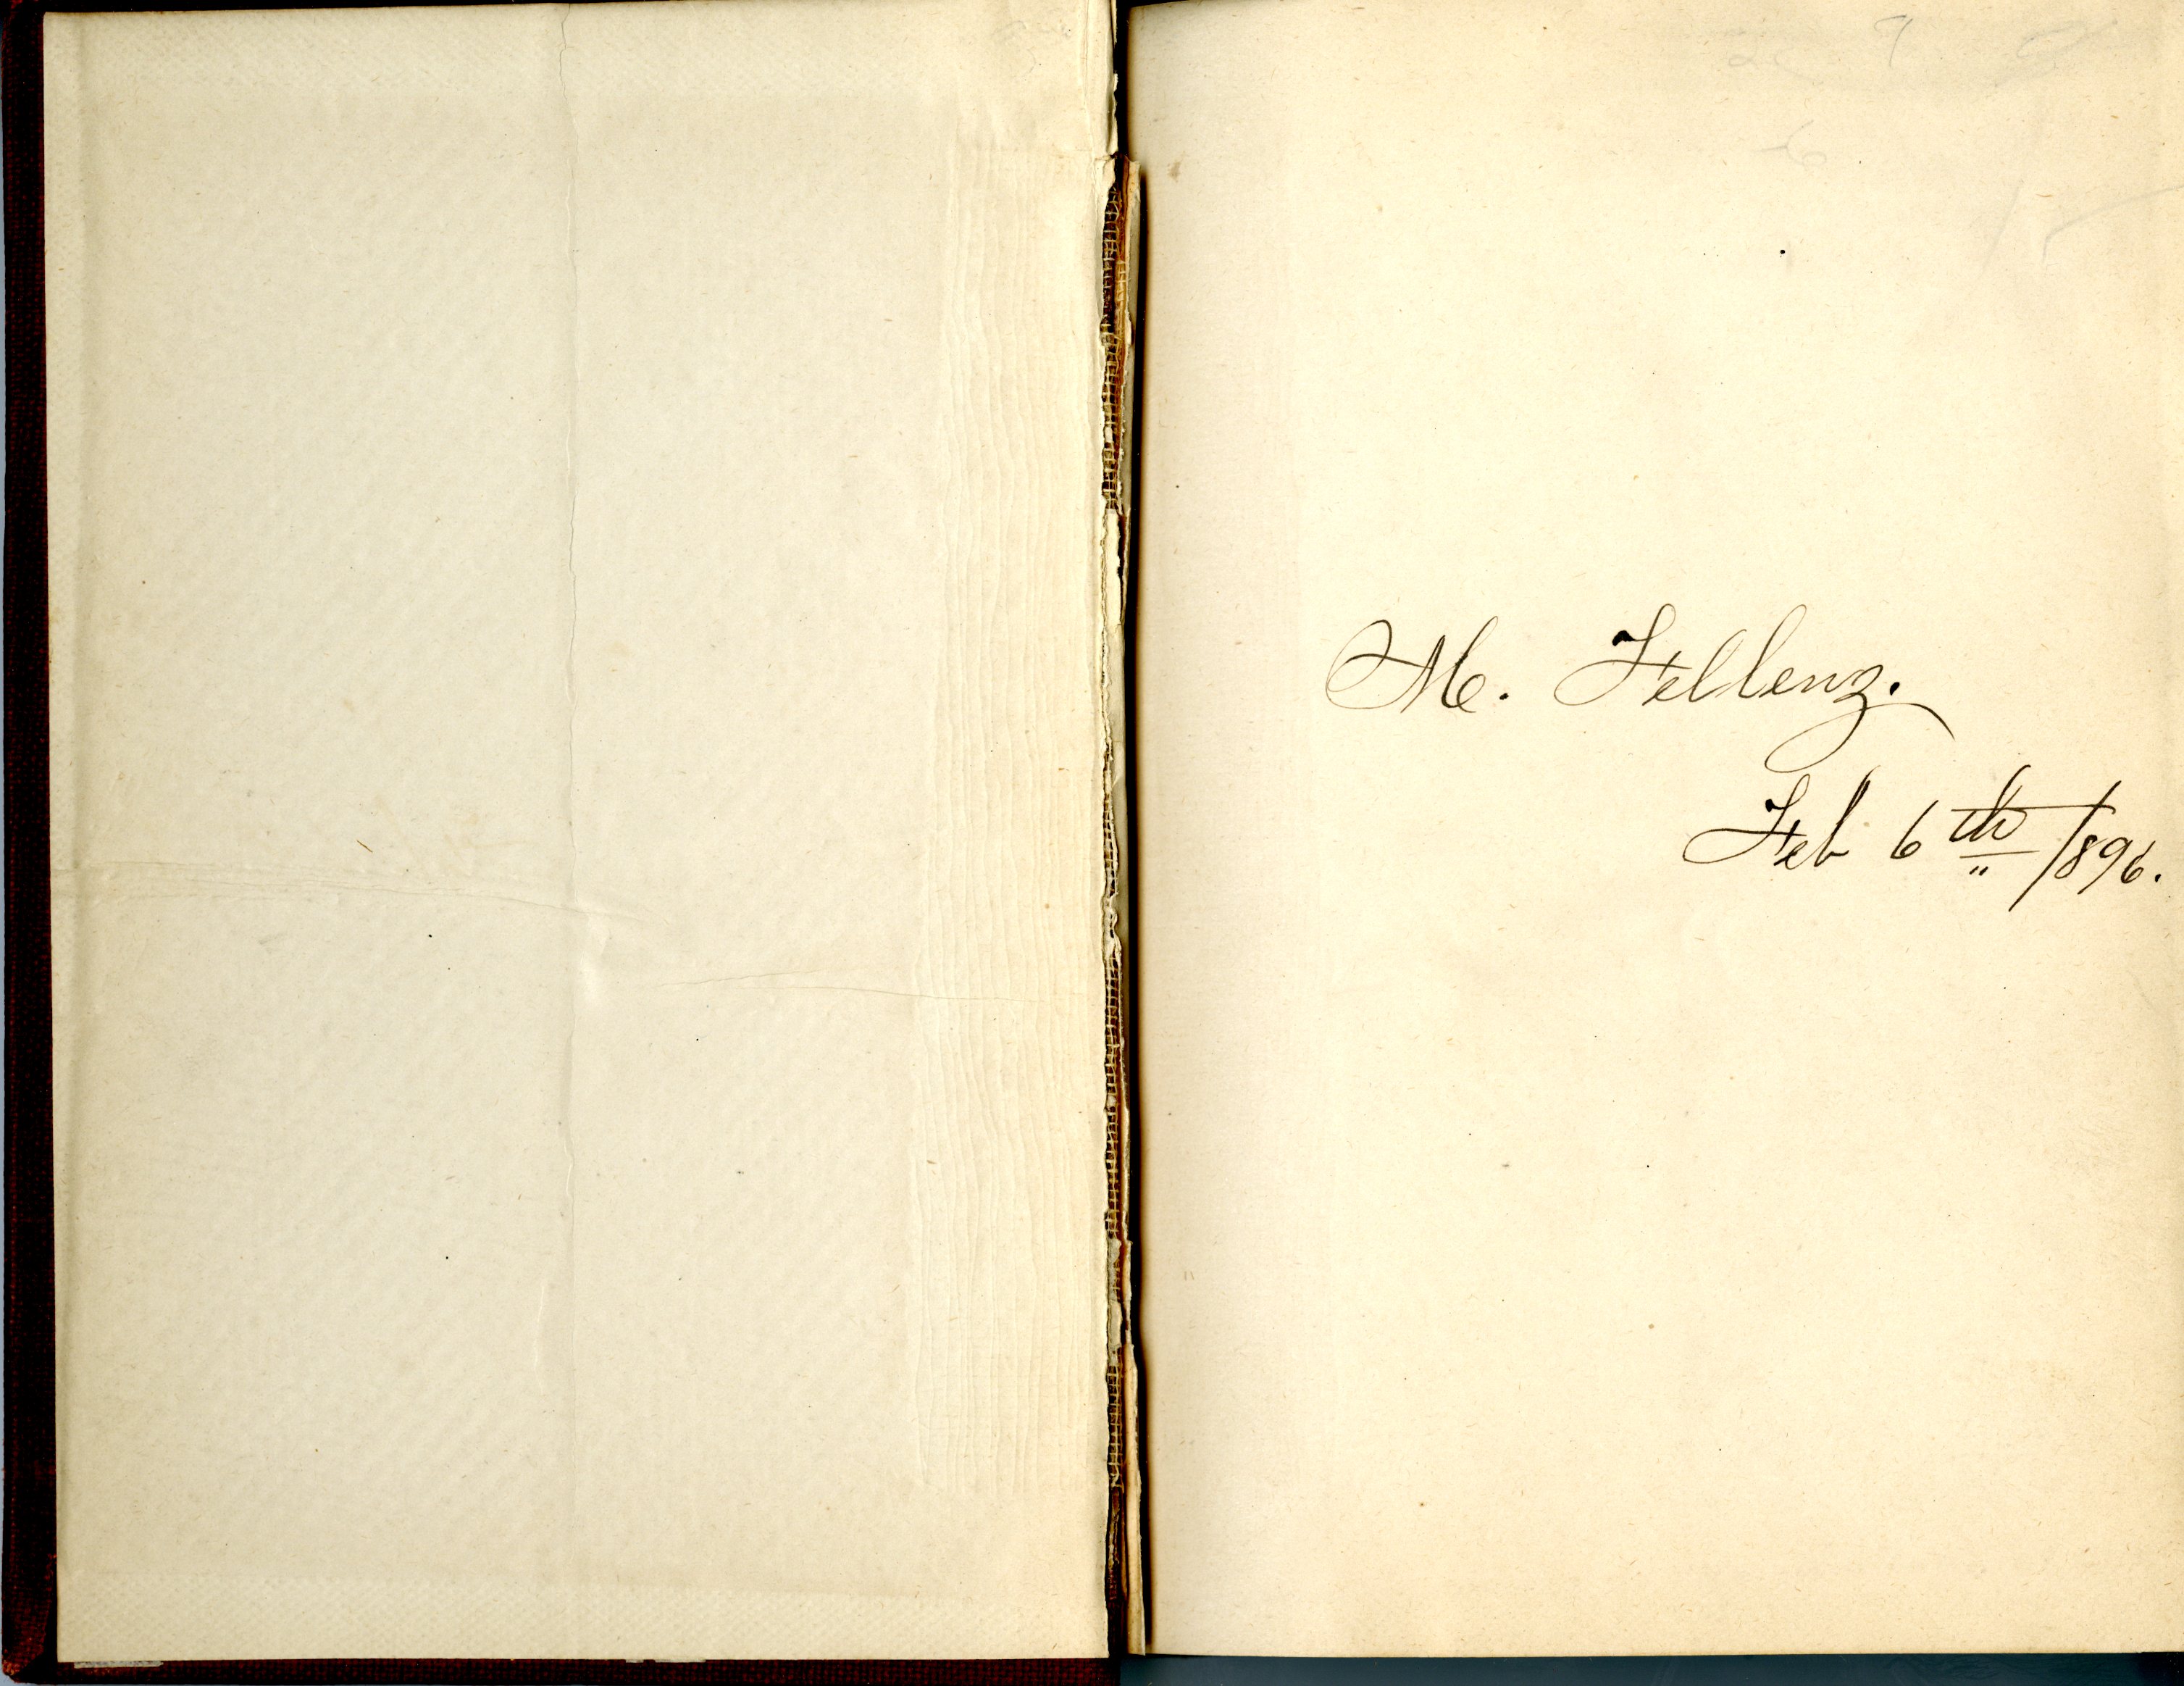 M. Fellenz.
Feb 6th 1896.